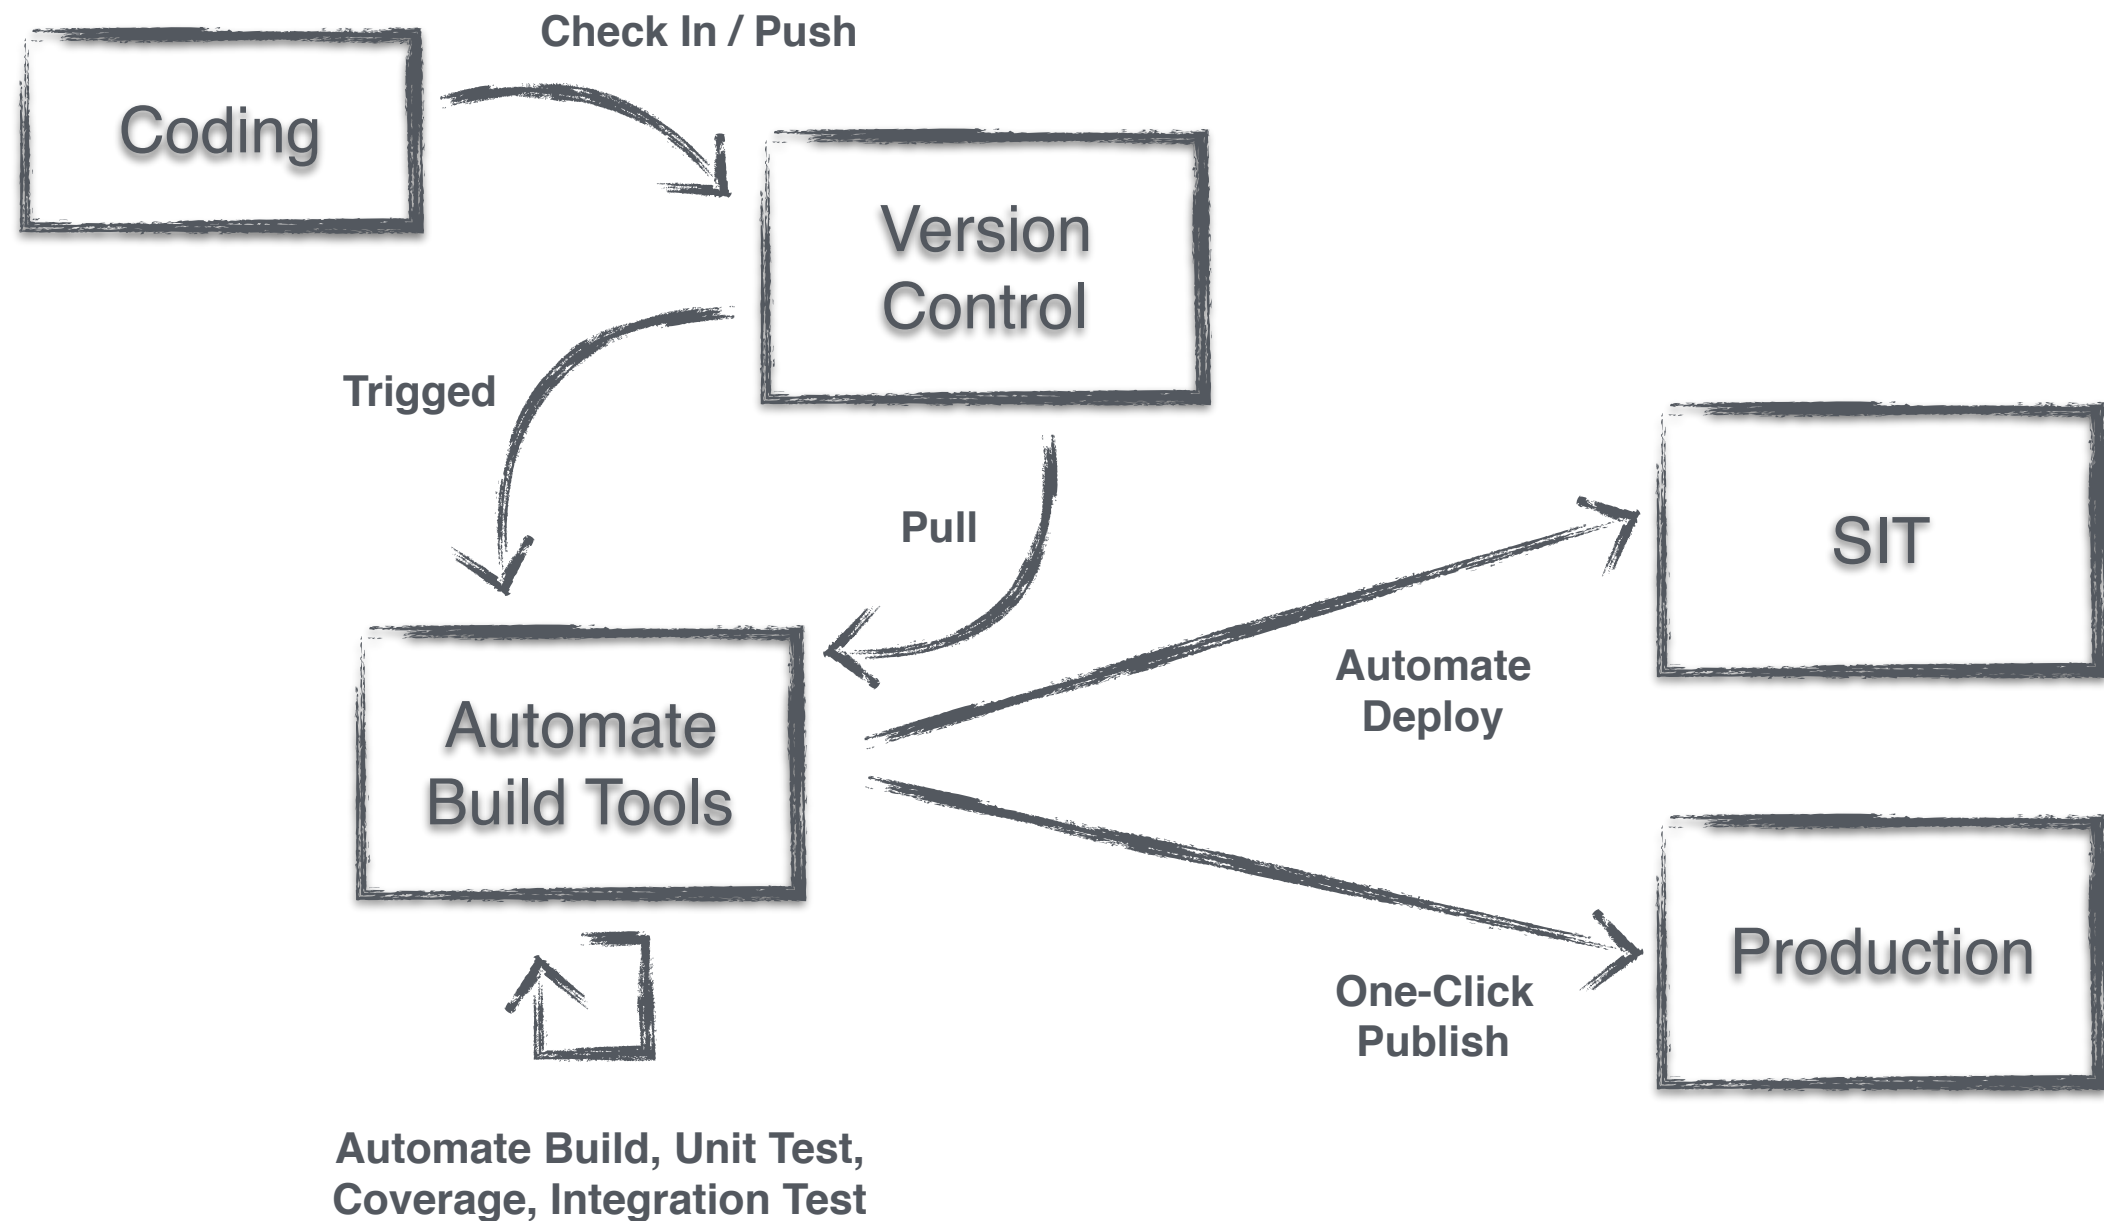 Check In / Push
Coding
Version
Control
Trigged
Pull
SIT
Automate
Deploy
Automate
Build Tools
Production
One-Click
Publish
Automate Build, Unit Test,
Coverage, Integration Test